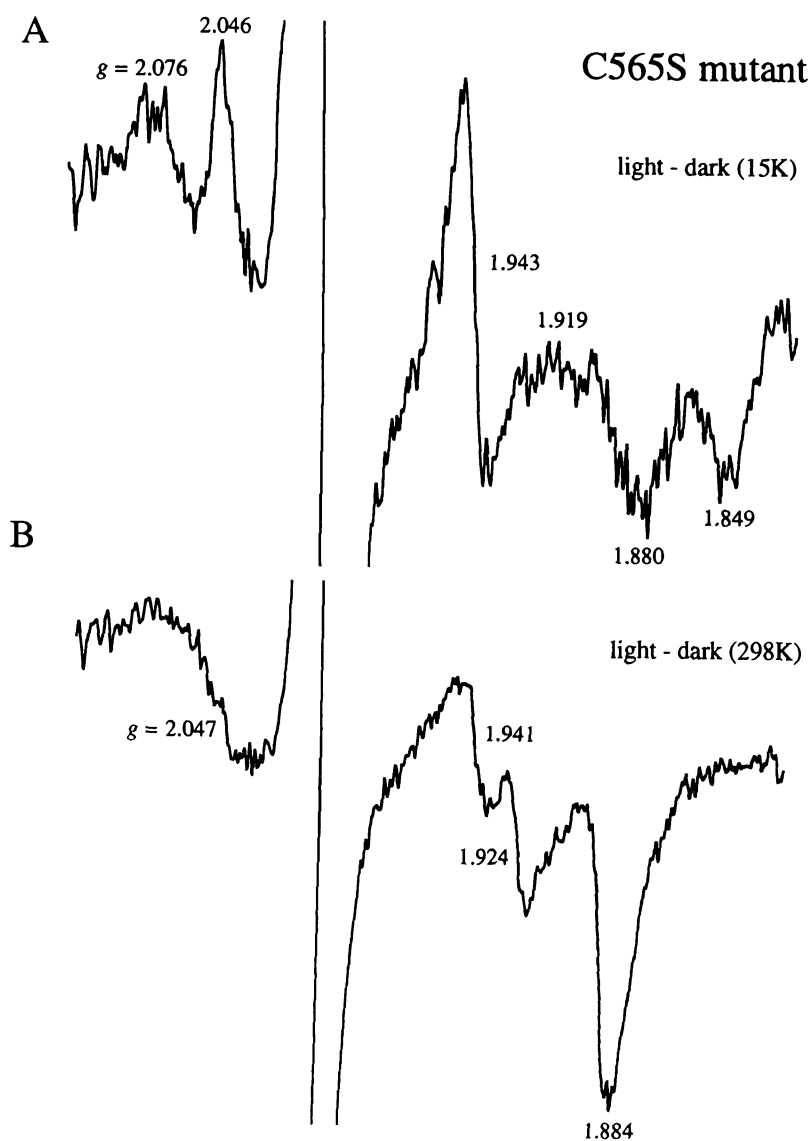 A
2.046
g = 2.076
C565S mutant
light - dark (15K)
1.943
1.919
1.849
1.880
B
light - dark (298K)
g = 2.047
1.941
1.924
1.884